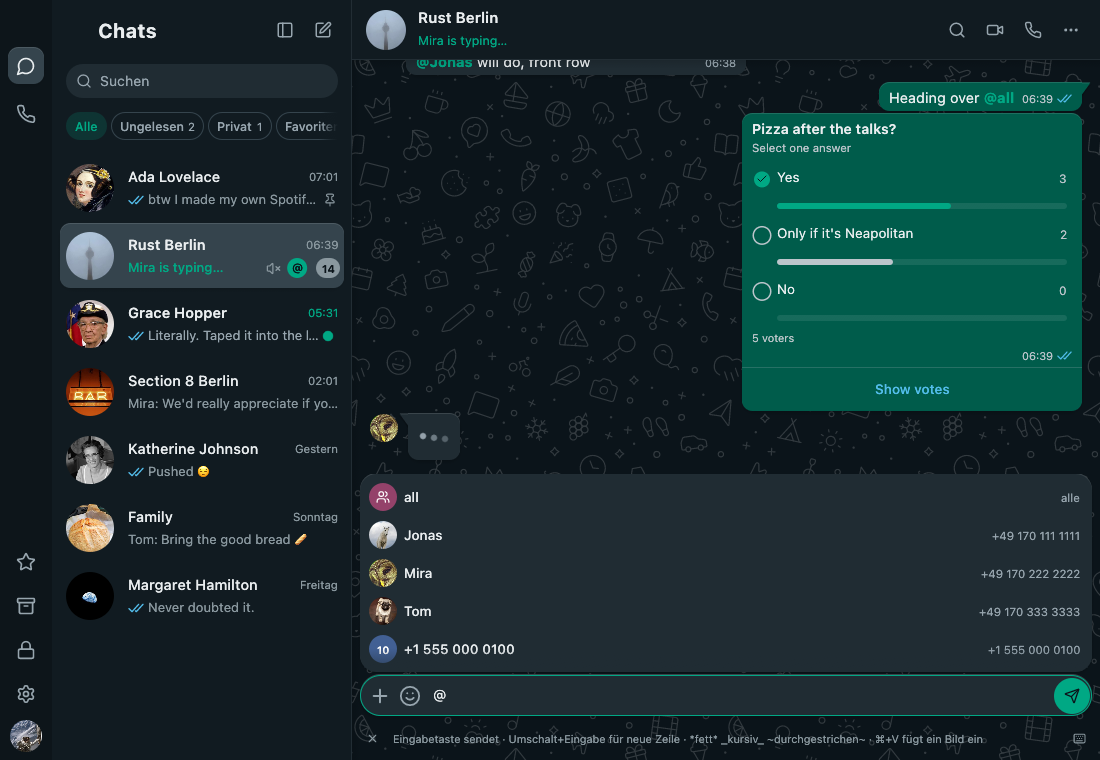 Chats
Suchen
Alle
Ungelesen 2
Privat 1
Favoriten
Ada Lovelace 07:01
btw I made my own Spotif...
Rust Berlin 06:39
Mira is typing... @ 14
Grace Hopper 05:31
Literally. Taped it into the l...
BAR
Section 8 Berlin 02:01
Mira: We'd really appreciate if yo...
Katherine Johnson Gestern
Pushed 😉
Family Sonntag
Tom: Bring the good bread 🥖
Margaret Hamilton Freitag
Never doubted it.
Rust Berlin
Mira is typing...
@Jonas will do, front row 06:38
Heading over @all 06:39
Pizza after the talks?
Select one answer
Yes 3
Only if it's Neapolitan 2
No 0
5 voters
06:39
Show votes
all alle
Jonas +49 170 111 1111
Mira +49 170 222 2222
Tom +49 170 333 3333
10 +1 555 000 0100 +1 555 000 0100
@
Eingabetaste sendet · Umschalt+Eingabe für neue Zeile · *fett* _kursiv_ ~durchgestrichen~ · ⌘+V fügt ein Bild ein